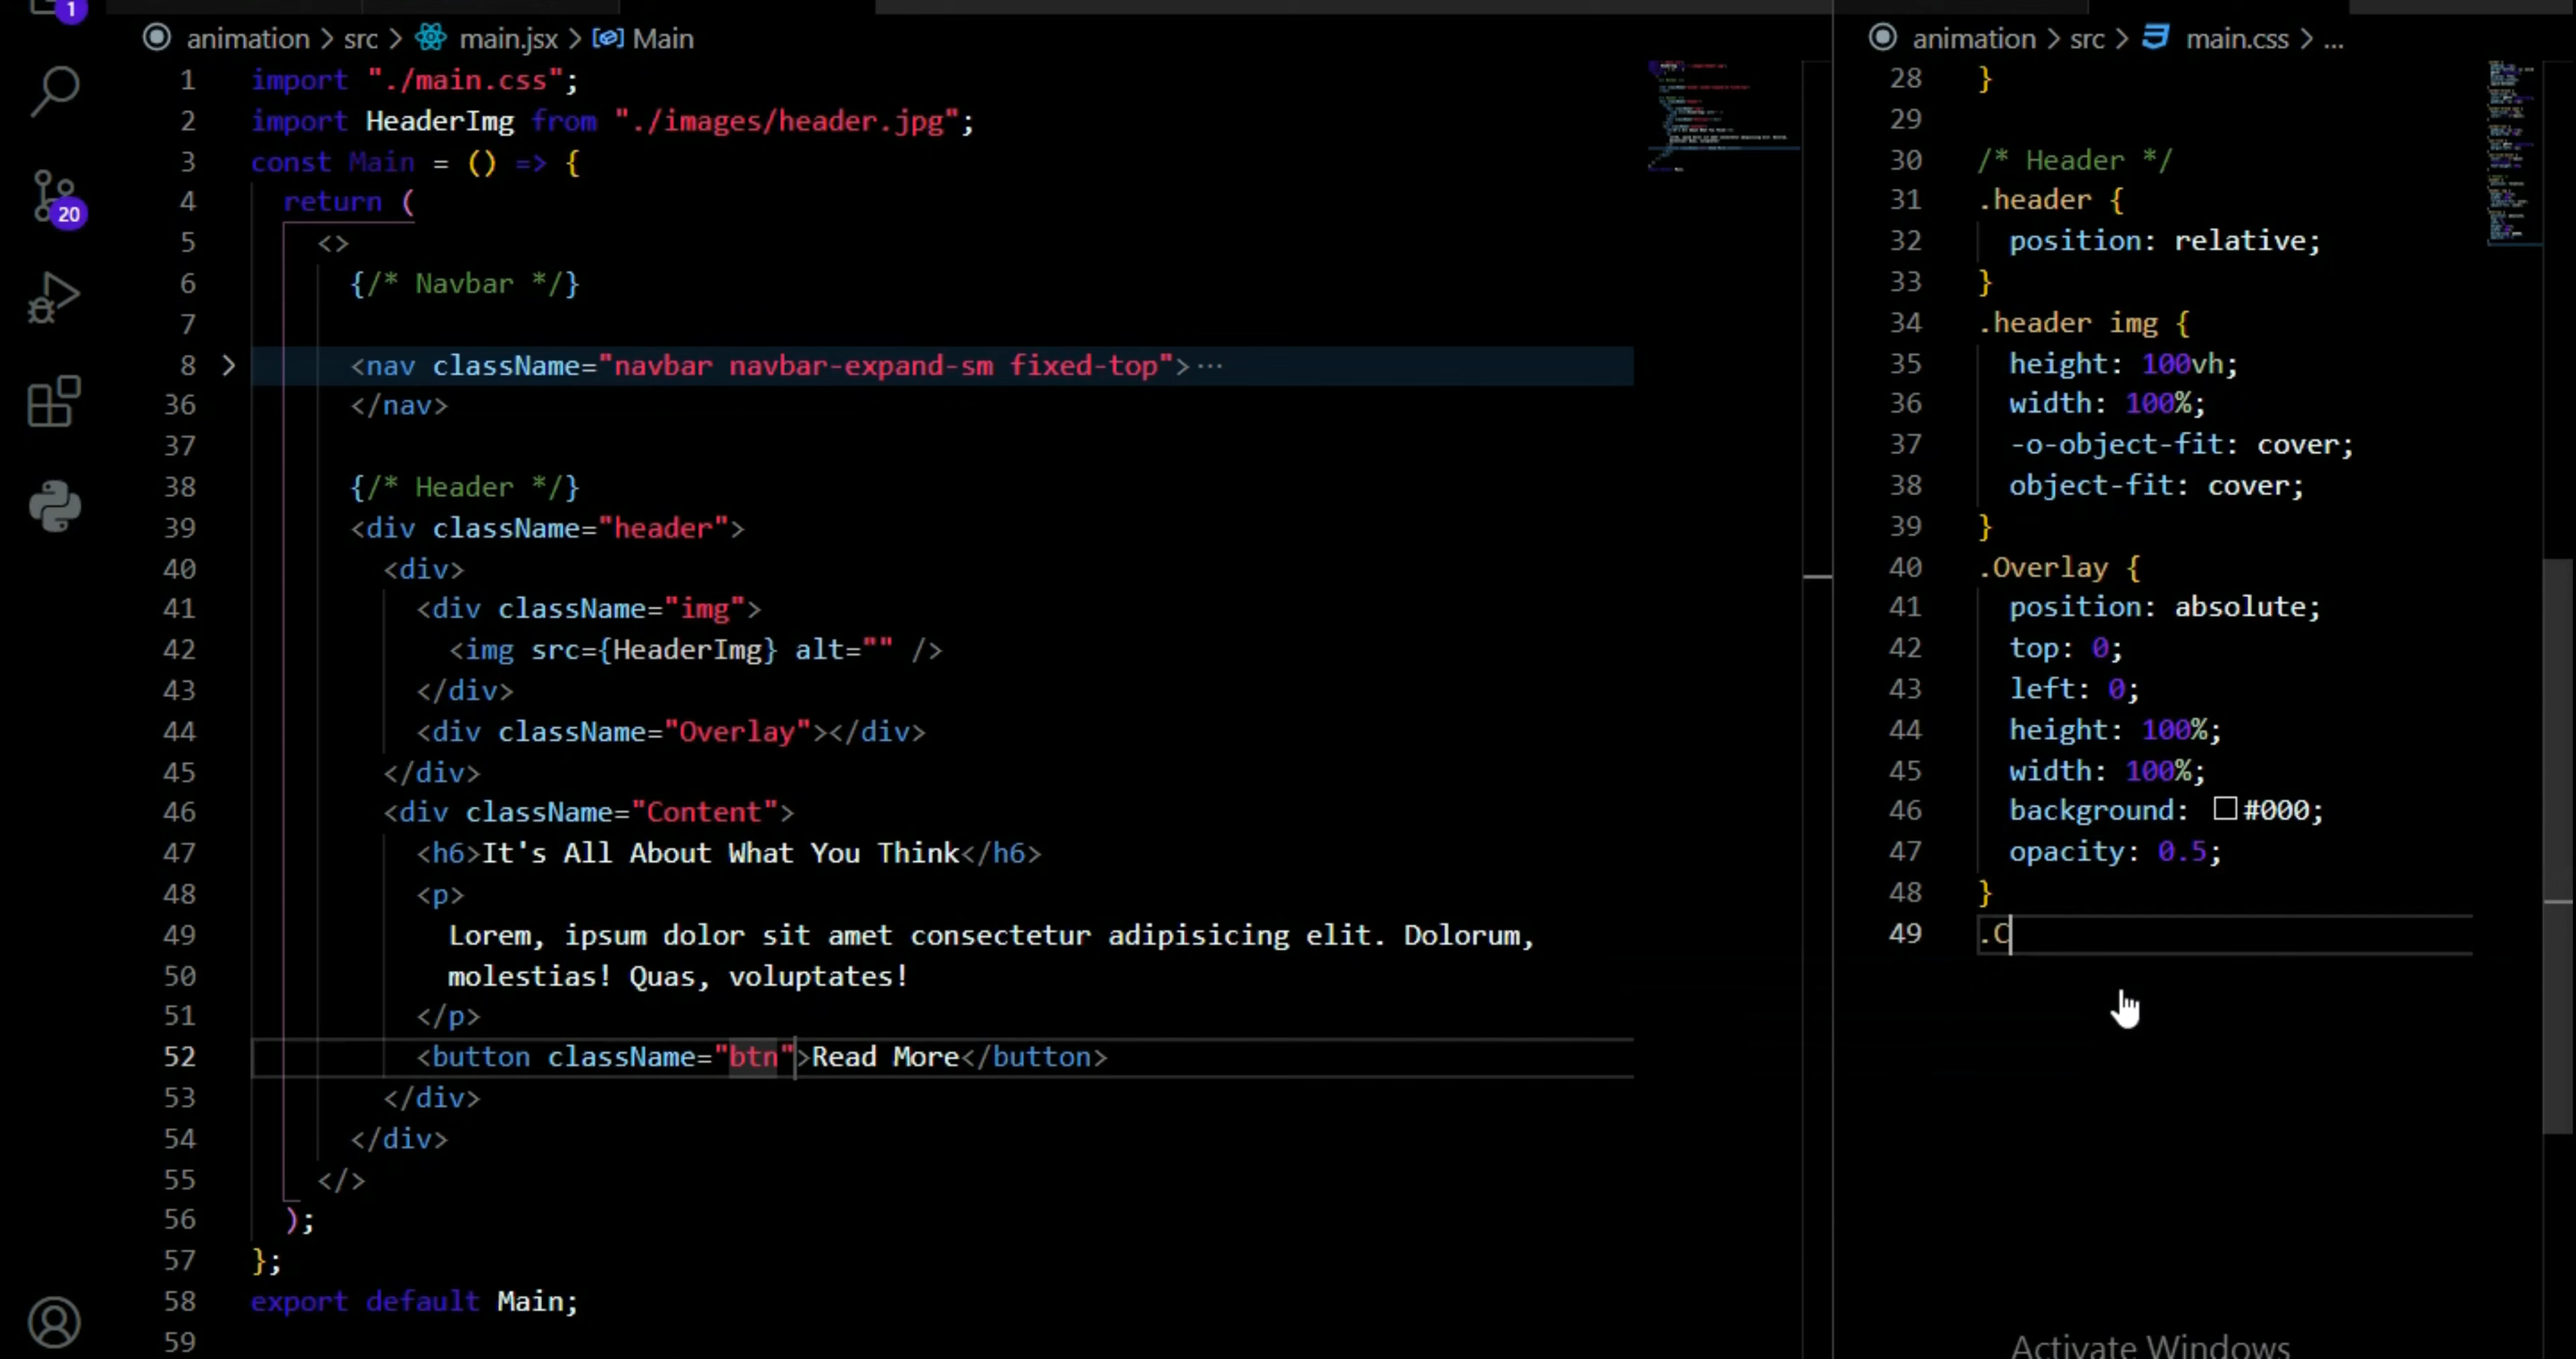 1
20
animation > src > main.jsx > Main
1 import "./main.css";
2 import HeaderImg from "./images/header.jpg";
3 const Main = () => {
4 return (
5 <>
6 {/* Navbar */}
7
8 <nav className="navbar navbar-expand-sm fixed-top">···
36 </nav>
37
38 {/* Header */}
39 <div className="header">
40 <div>
41 <div className="img">
42 <img src={HeaderImg} alt="" />
43 </div>
44 <div className="Overlay"></div>
45 </div>
46 <div className="Content">
47 <h6>It's All About What You Think</h6>
48 <p>
49 Lorem, ipsum dolor sit amet consectetur adipisicing elit. Dolorum,
50 molestias! Quas, voluptates!
51 </p>
52 <button className="btn">Read More</button>
53 </div>
54 </div>
55 </>
56 );
57 };
58 export default Main;
59
animation > src > main.css > ...
28 }
29
30 /* Header */
31 .header {
32 position: relative;
33 }
34 .header img {
35 height: 100vh;
36 width: 100%;
37 -o-object-fit: cover;
38 object-fit: cover;
39 }
40 .Overlay {
41 position: absolute;
42 top: 0;
43 left: 0;
44 height: 100%;
45 width: 100%;
46 background: #000;
47 opacity: 0.5;
48 }
49 .C
Activate Windows